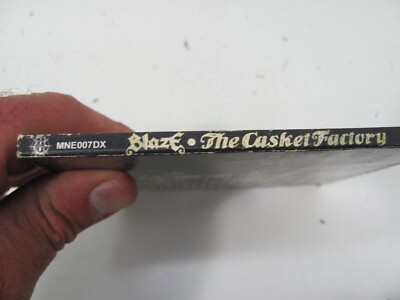 MNE007DX BlazE • The Casket Factory